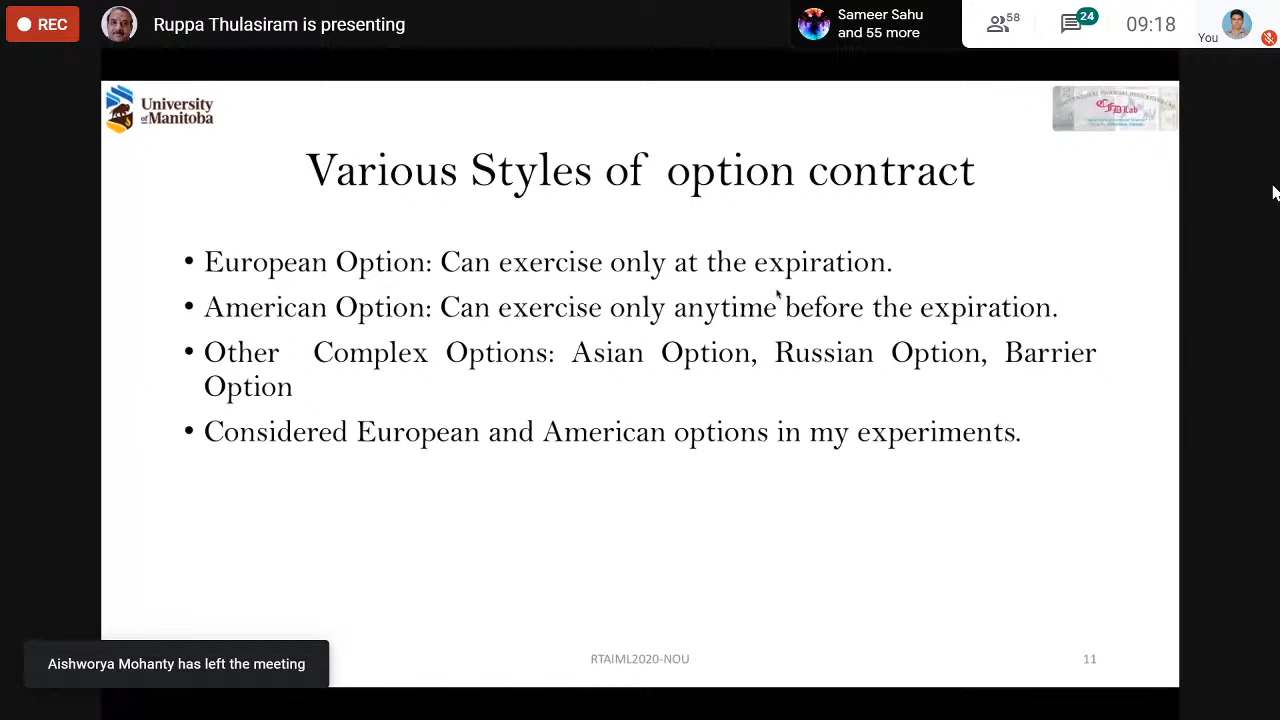 REC
Ruppa Thulasiram is presenting
Sameer Sahu
and 55 more
58
24
09:18
You
University
of Manitoba
CFD Lab
Various Styles of option contract
• European Option: Can exercise only at the expiration.
• American Option: Can exercise only anytime before the expiration.
• Other Complex Options: Asian Option, Russian Option, Barrier
Option
• Considered European and American options in my experiments.
Aishworya Mohanty has left the meeting
RTAIML2020-NOU
11